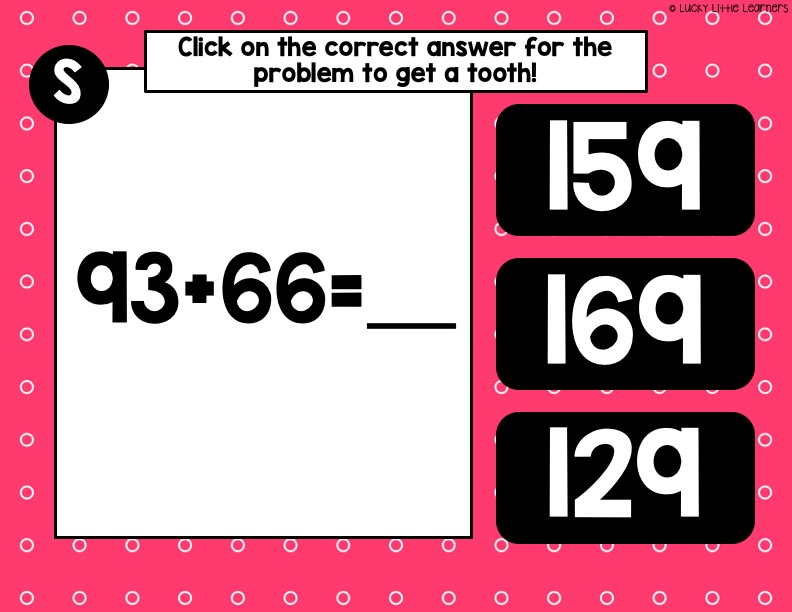 © Lucky Little Learners
Click on the correct answer for the
problem to get a tooth!
S
93+66=___
159
169
129